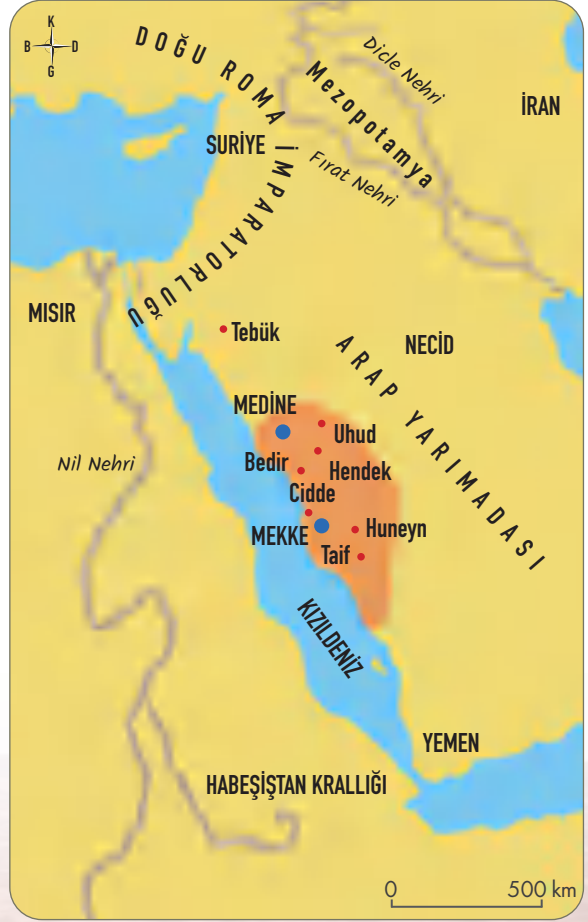 K
B D
G
DOĞU ROMA İMPARATORLUĞU
Dicle Nehri
Mezopotamya
İRAN
SURİYE
Fırat Nehri
MISIR
Tebük
NECİD
ARAP YARIMADASI
MEDİNE
Uhud
Bedir
Hendek
Nil Nehri
Cidde
MEKKE
Huneyn
Taif
KIZILDENİZ
YEMEN
HABEŞİŞTAN KRALLIĞI
0 500 km